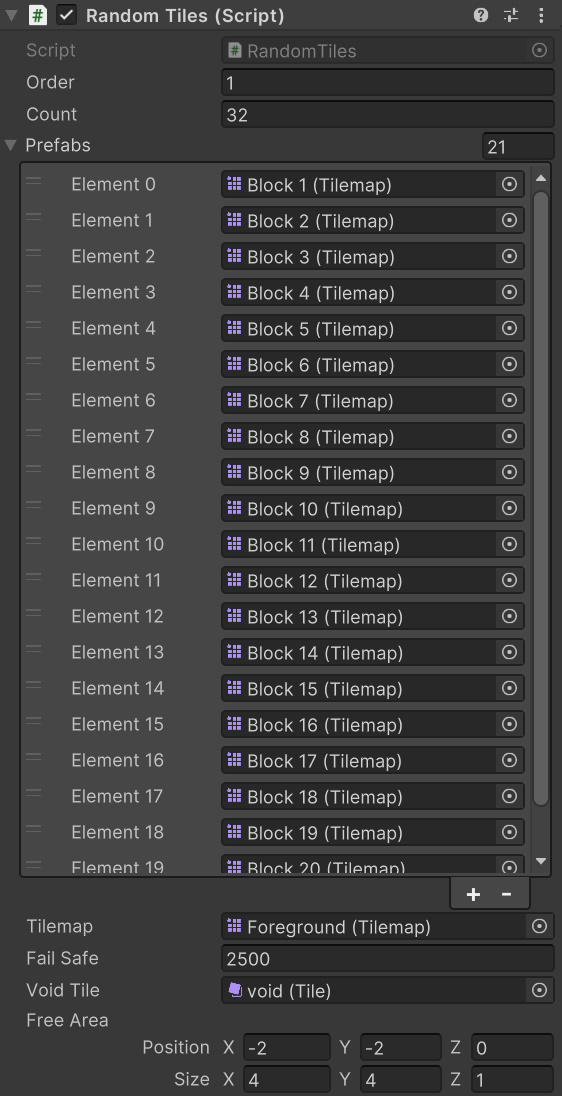 Random Tiles (Script)
Script RandomTiles
Order 1
Count 32
Prefabs 21
Element 0 Block 1 (Tilemap)
Element 1 Block 2 (Tilemap)
Element 2 Block 3 (Tilemap)
Element 3 Block 4 (Tilemap)
Element 4 Block 5 (Tilemap)
Element 5 Block 6 (Tilemap)
Element 6 Block 7 (Tilemap)
Element 7 Block 8 (Tilemap)
Element 8 Block 9 (Tilemap)
Element 9 Block 10 (Tilemap)
Element 10 Block 11 (Tilemap)
Element 11 Block 12 (Tilemap)
Element 12 Block 13 (Tilemap)
Element 13 Block 14 (Tilemap)
Element 14 Block 15 (Tilemap)
Element 15 Block 16 (Tilemap)
Element 16 Block 17 (Tilemap)
Element 17 Block 18 (Tilemap)
Element 18 Block 19 (Tilemap)
Element 19 Block 20 (Tilemap)
+ -
Tilemap Foreground (Tilemap)
Fail Safe 2500
Void Tile void (Tile)
Free Area
Position X -2 Y -2 Z 0
Size X 4 Y 4 Z 1